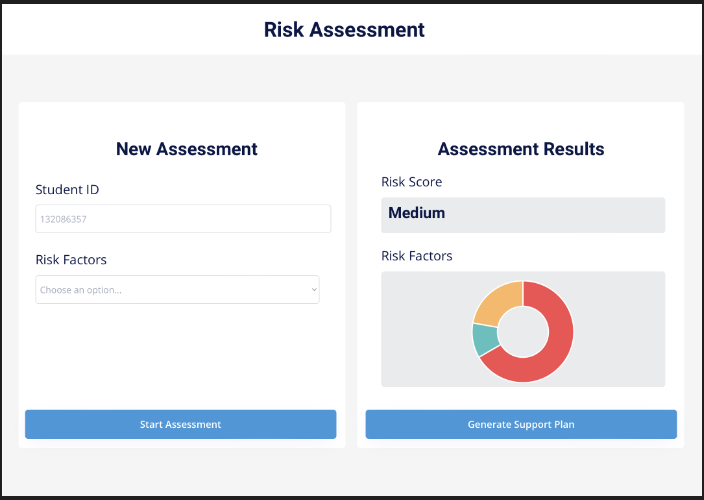 Risk Assessment
New Assessment
Student ID
132086357
Risk Factors
Choose an option...
Start Assessment
Assessment Results
Risk Score
Medium
Risk Factors
Generate Support Plan